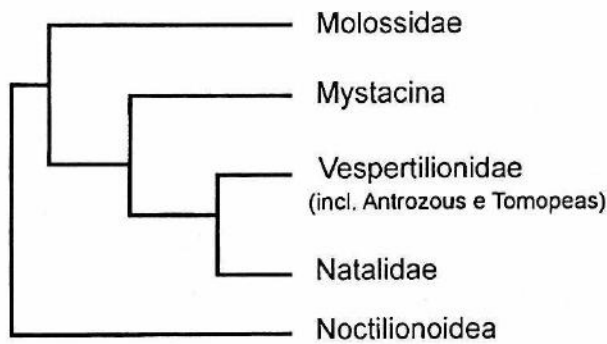 Molossidae
Mystacina
Vespertilionidae
(incl. Antrozous e Tomopeas)
Natalidae
Noctilionoidea